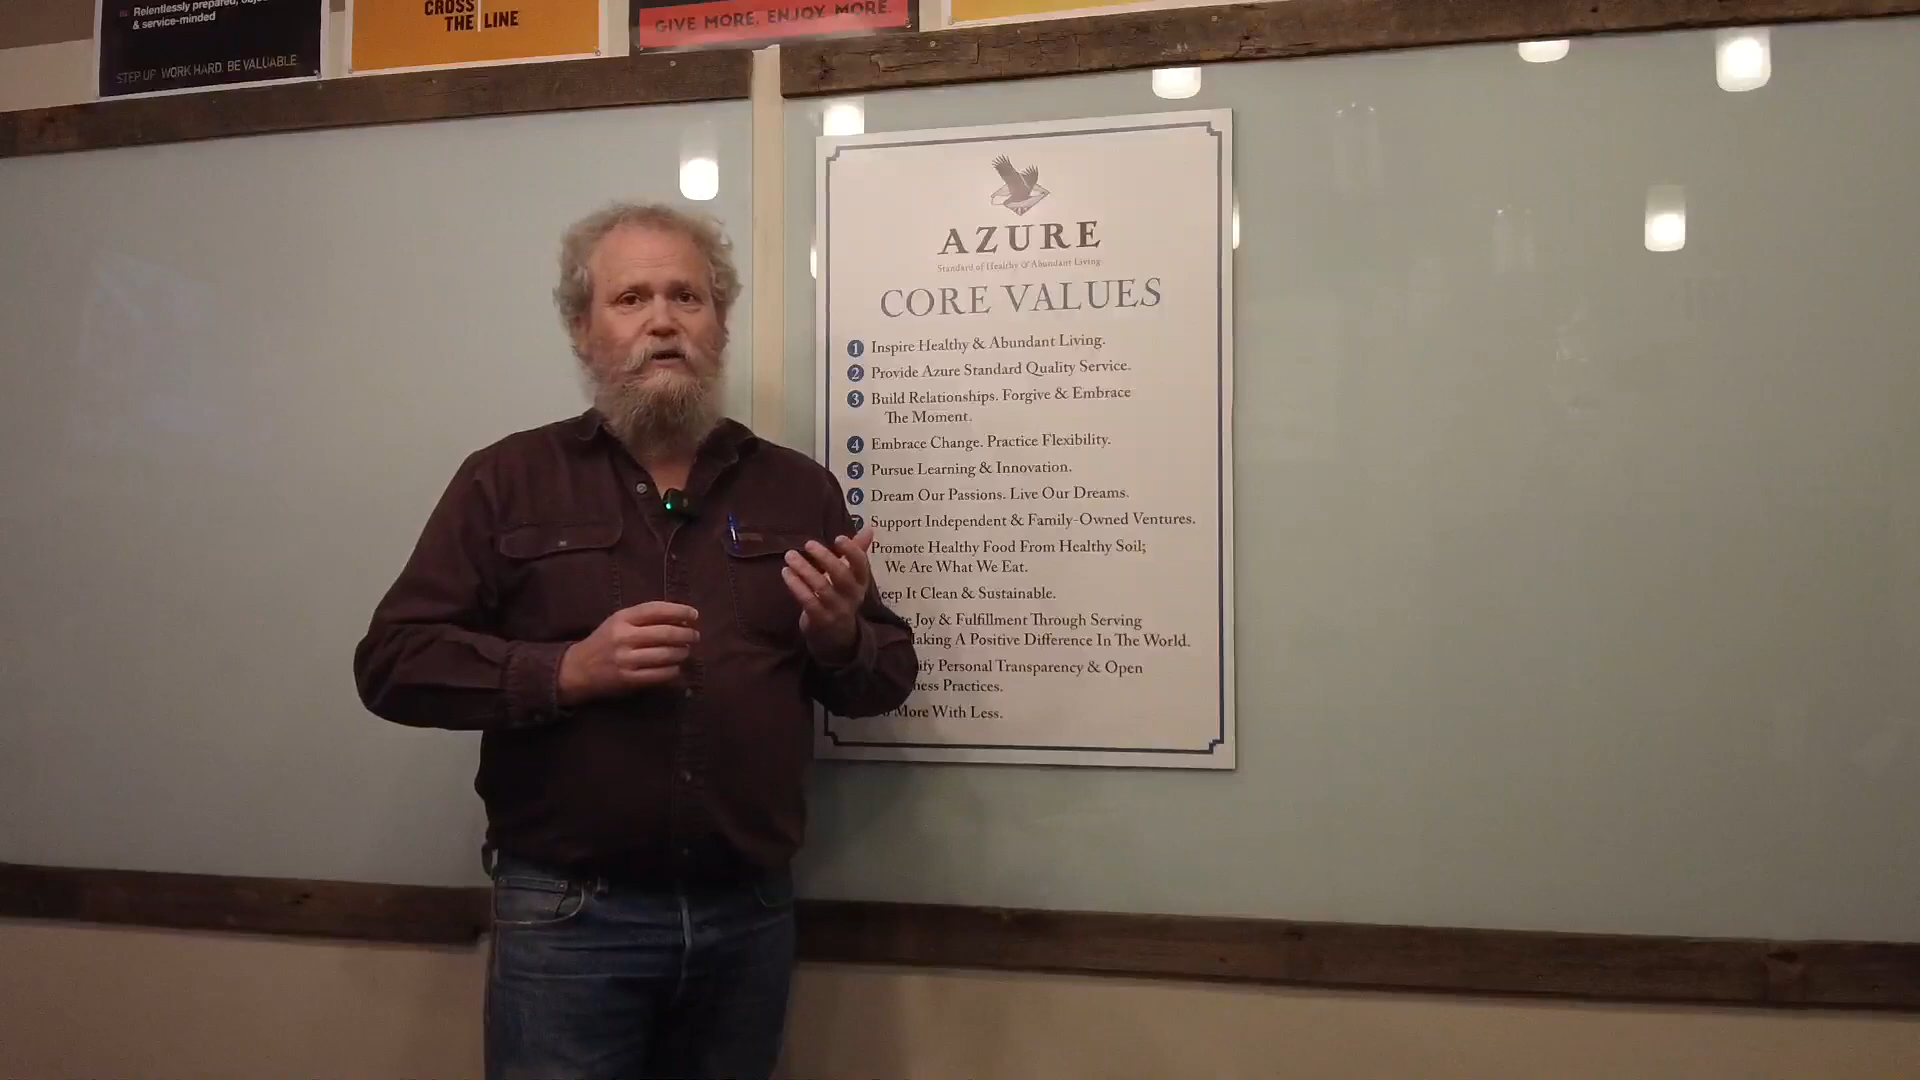 Relentlessly prepared,
& service-minded
STEP UP. WORK HARD. BE VALUABLE.
CROSS
THE LINE
GIVE MORE. ENJOY MORE.
AZURE
Standard of Healthy & Abundant Living
CORE VALUES
1 Inspire Healthy & Abundant Living.
2 Provide Azure Standard Quality Service.
3 Build Relationships. Forgive & Embrace
The Moment.
4 Embrace Change. Practice Flexibility.
5 Pursue Learning & Innovation.
6 Dream Our Passions. Live Our Dreams.
7 Support Independent & Family-Owned Ventures.
Promote Healthy Food From Healthy Soil;
We Are What We Eat.
eep It Clean & Sustainable.
Joy & Fulfillment Through Serving
aking A Positive Difference In The World.
ify Personal Transparency & Open
ness Practices.
More With Less.